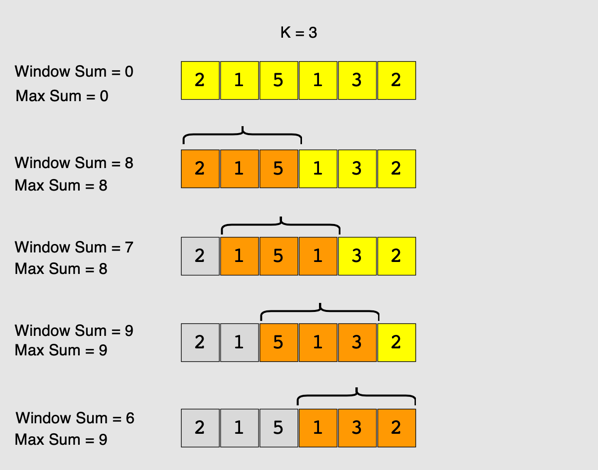 K = 3
Window Sum = 0
Max Sum = 0
2 1 5 1 3 2
Window Sum = 8
Max Sum = 8
2 1 5 1 3 2
Window Sum = 7
Max Sum = 8
2 1 5 1 3 2
Window Sum = 9
Max Sum = 9
2 1 5 1 3 2
Window Sum = 6
Max Sum = 9
2 1 5 1 3 2